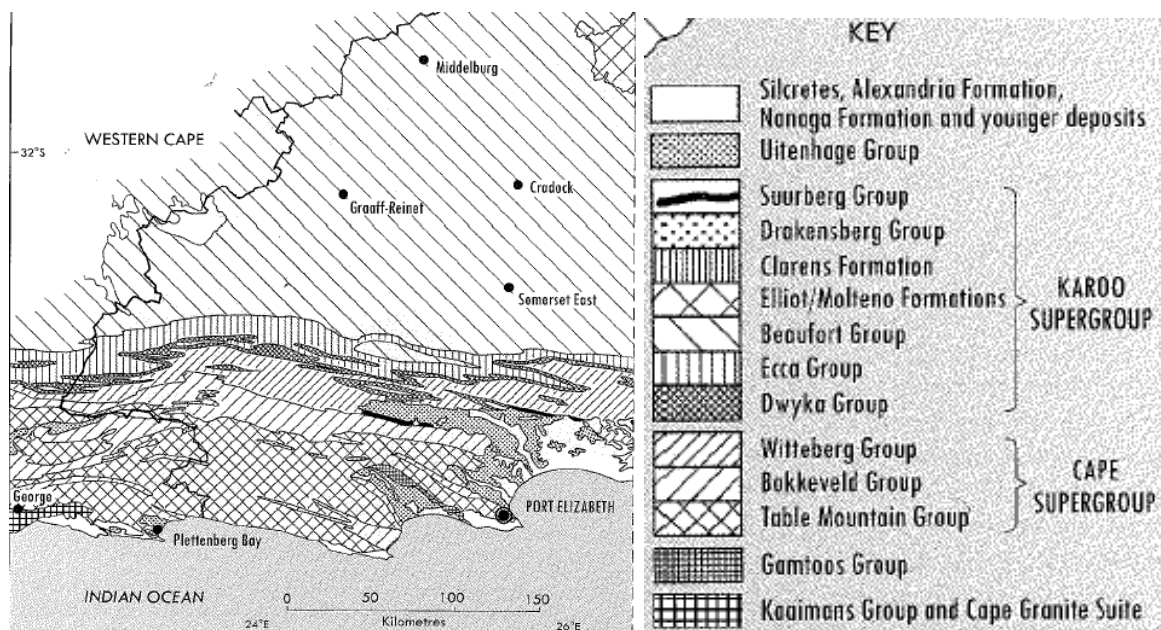 Middelburg
WESTERN CAPE
32°S
Cradock
Graaff-Reinet
Somerset East
George
PORT ELIZABETH
Plettenberg Bay
INDIAN OCEAN
0 50 100 150
Kilometres
24°E
26°E
KEY
Silcretes, Alexandria Formation,
Nanaga Formation and younger deposits
Uitenhage Group
Suurberg Group
Drakensberg Group
Clarens Formation
Elliot/Molteno Formations
Beaufort Group
Ecca Group
Dwyka Group
KAROO
SUPERGROUP
Witteberg Group
Bokkeveld Group
Table Mountain Group
CAPE
SUPERGROUP
Gamtoos Group
Kaaimans Group and Cape Granite Suite